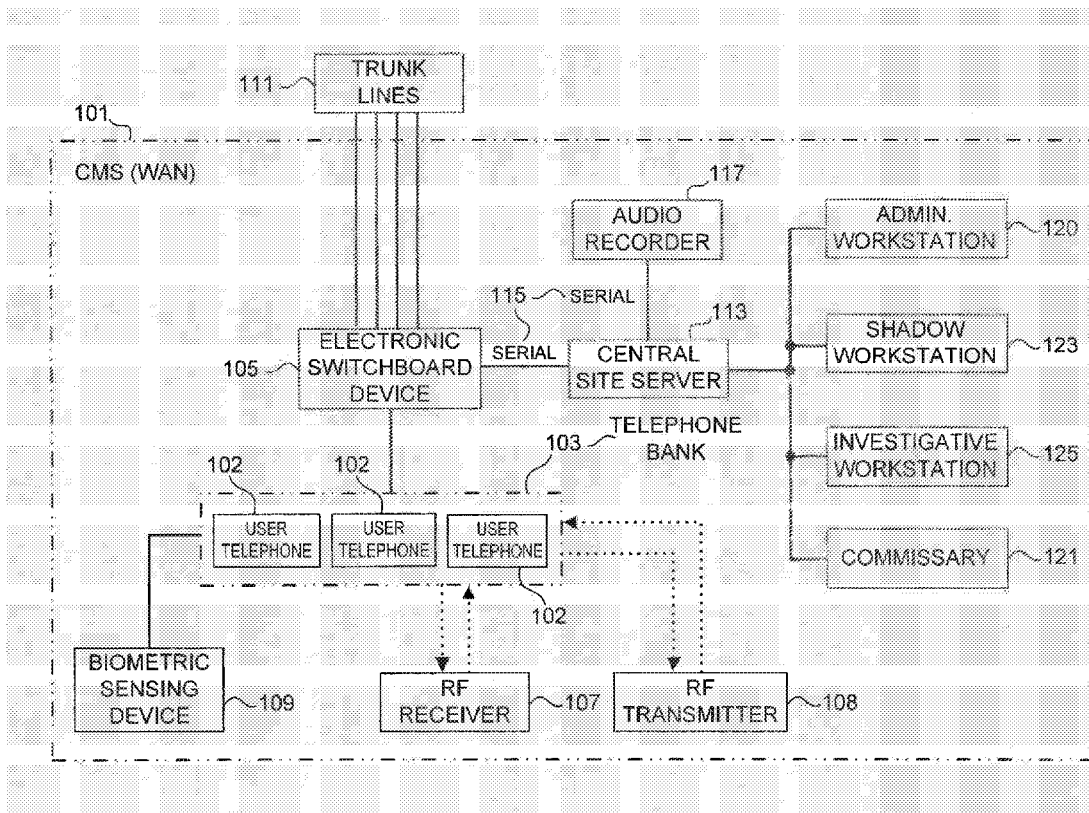 TRUNK
LINES
111
101
CMS (WAN)
117
AUDIO
RECORDER
ADMIN.
WORKSTATION
120
115
SERIAL
113
ELECTRONIC
SWITCHBOARD
DEVICE
105
SERIAL
CENTRAL
SITE SERVER
SHADOW
WORKSTATION
123
103
TELEPHONE
BANK
INVESTIGATIVE
WORKSTATION
125
102
102
USER
TELEPHONE
USER
TELEPHONE
USER
TELEPHONE
102
COMMISSARY
121
BIOMETRIC
SENSING
DEVICE
109
RF
RECEIVER
107
RF
TRANSMITTER
108